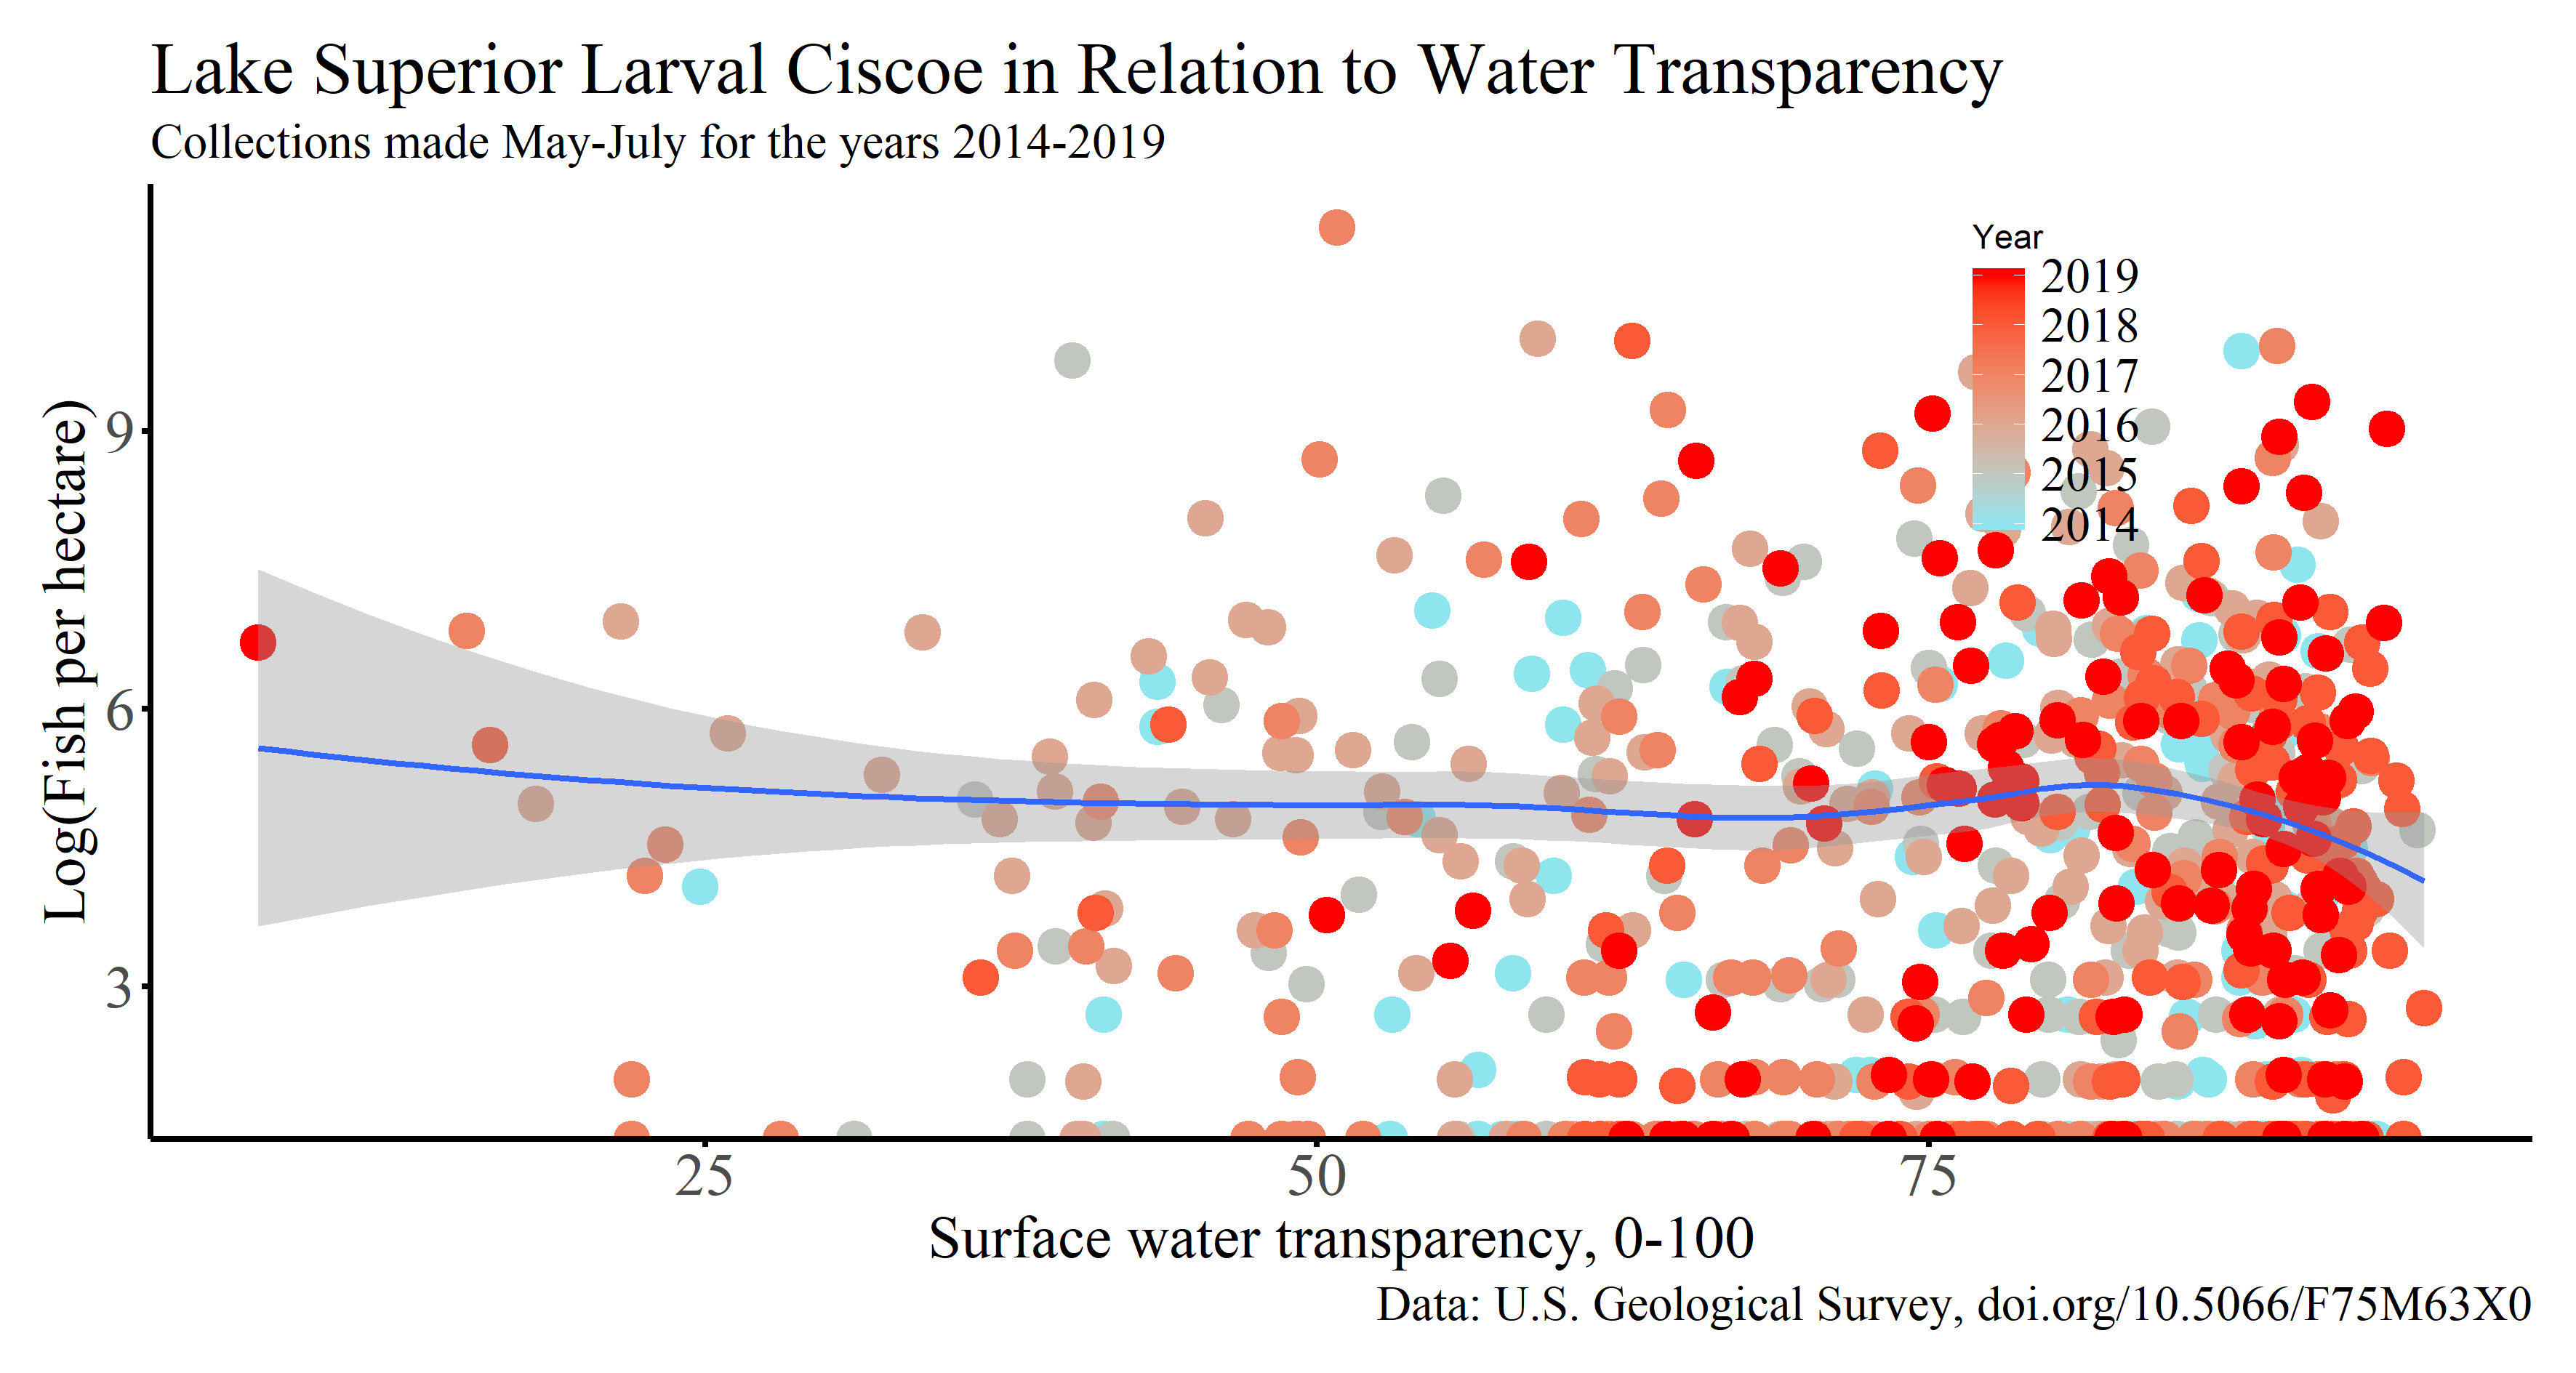 Lake Superior Larval Ciscoe in Relation to Water Transparency
Collections made May-July for the years 2014-2019
Year
2019
2018
2017
2016
2015
2014
Log(Fish per hectare)
9
6
3
25 50 75
Surface water transparency, 0-100
Data: U.S. Geological Survey, doi.org/10.5066/F75M63X0